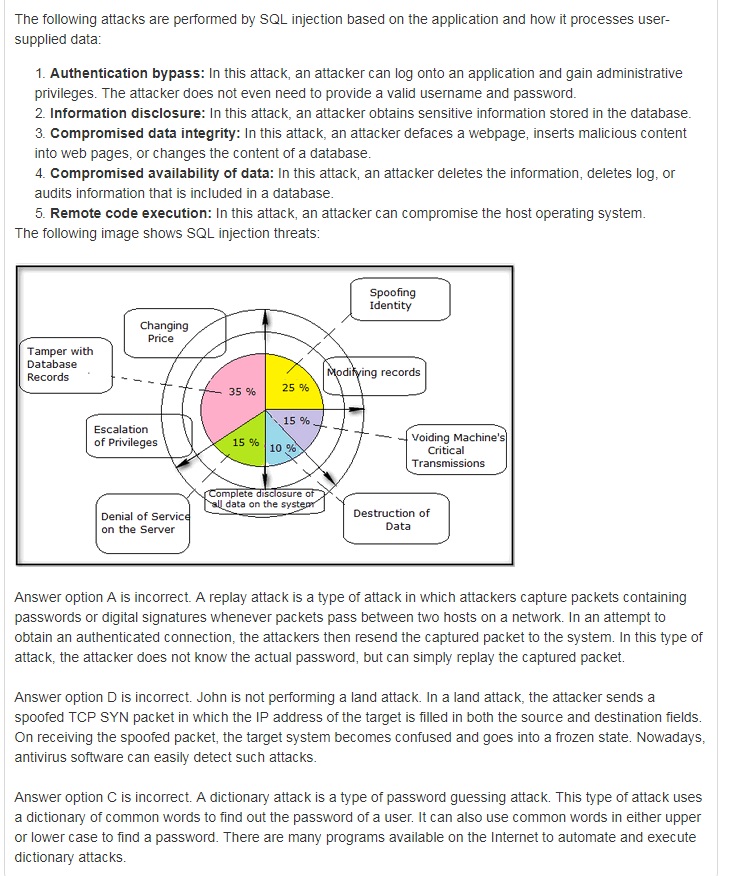 The following attacks are performed by SQL injection based on the application and how it processes user-
supplied data:
1. Authentication bypass: In this attack, an attacker can log onto an application and gain administrative
privileges. The attacker does not even need to provide a valid username and password.
2. Information disclosure: In this attack, an attacker obtains sensitive information stored in the database.
3. Compromised data integrity: In this attack, an attacker defaces a webpage, inserts malicious content
into web pages, or changes the content of a database.
4. Compromised availability of data: In this attack, an attacker deletes the information, deletes log, or
audits information that is included in a database.
5. Remote code execution: In this attack, an attacker can compromise the host operating system.
The following image shows SQL injection threats:
Spoofing
Identity
Changing
Price
Tamper with
Database
Records
Modifying records
35 %
25 %
15 %
15 %
10 %
Escalation
of Privileges
Voiding Machine's
Critical
Transmissions
Complete disclosure of
all data on the system
Denial of Service
on the Server
Destruction of
Data
Answer option A is incorrect. A replay attack is a type of attack in which attackers capture packets containing
passwords or digital signatures whenever packets pass between two hosts on a network. In an attempt to
obtain an authenticated connection, the attackers then resend the captured packet to the system. In this type of
attack, the attacker does not know the actual password, but can simply replay the captured packet.
Answer option D is incorrect. John is not performing a land attack. In a land attack, the attacker sends a
spoofed TCP SYN packet in which the IP address of the target is filled in both the source and destination fields.
On receiving the spoofed packet, the target system becomes confused and goes into a frozen state. Nowadays,
antivirus software can easily detect such attacks.
Answer option C is incorrect. A dictionary attack is a type of password guessing attack. This type of attack uses
a dictionary of common words to find out the password of a user. It can also use common words in either upper
or lower case to find a password. There are many programs available on the Internet to automate and execute
dictionary attacks.